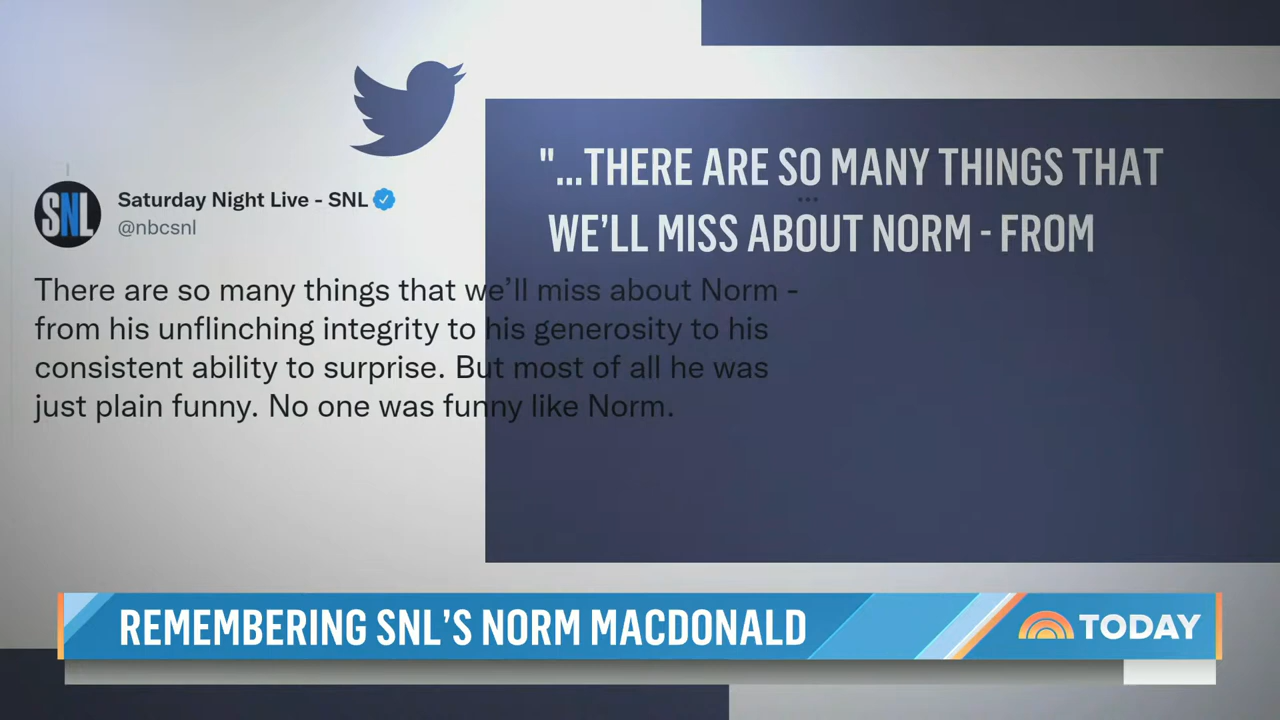 SNL
Saturday Night Live - SNL
@nbcsnl
There are so many things that we’ll miss about Norm -
from his unflinching integrity to his generosity to his
consistent ability to surprise. But most of all he was
just plain funny. No one was funny like Norm.
"...THERE ARE SO MANY THINGS THAT
WE’LL MISS ABOUT NORM - FROM
REMEMBERING SNL’S NORM MACDONALD
TODAY